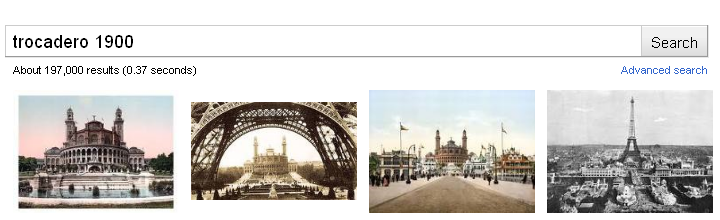 trocadero 1900 Search
About 197,000 results (0.37 seconds) Advanced search